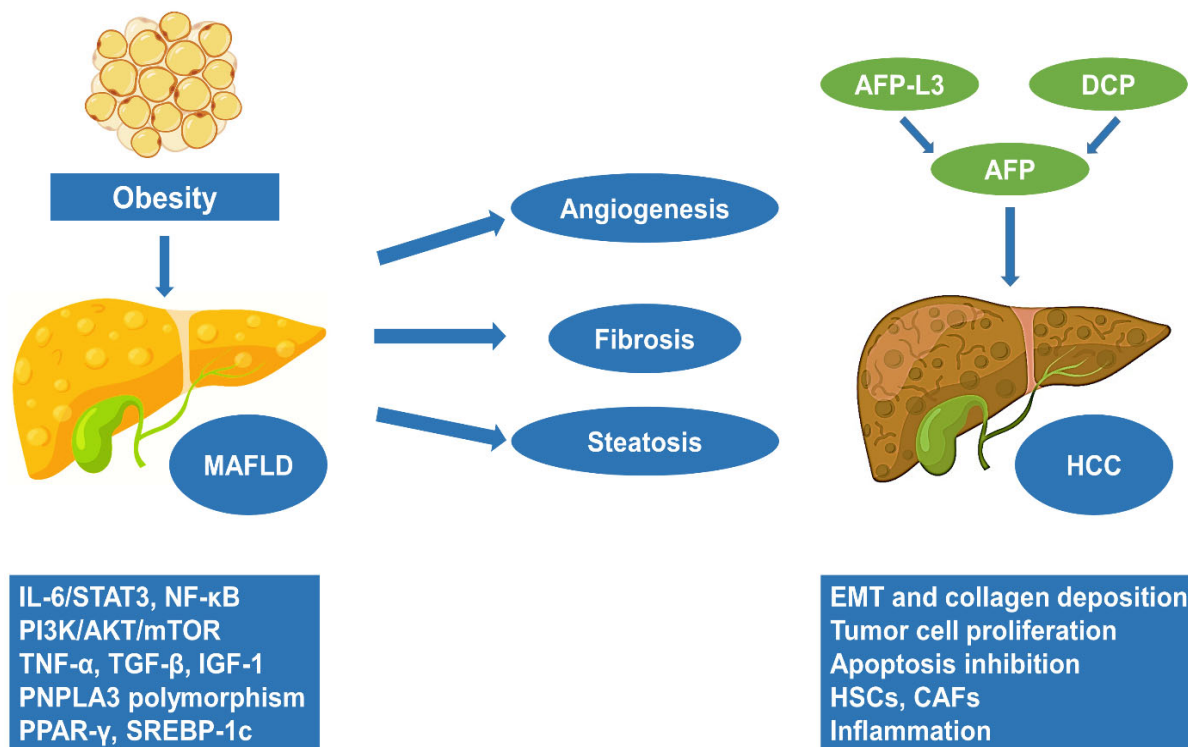 Obesity
MAFLD
IL-6/STAT3, NF-κB
PI3K/AKT/mTOR
TNF-α, TGF-β, IGF-1
PNPLA3 polymorphism
PPAR-γ, SREBP-1c
Angiogenesis
Fibrosis
Steatosis
AFP-L3
DCP
AFP
HCC
EMT and collagen deposition
Tumor cell proliferation
Apoptosis inhibition
HSCs, CAFs
Inflammation